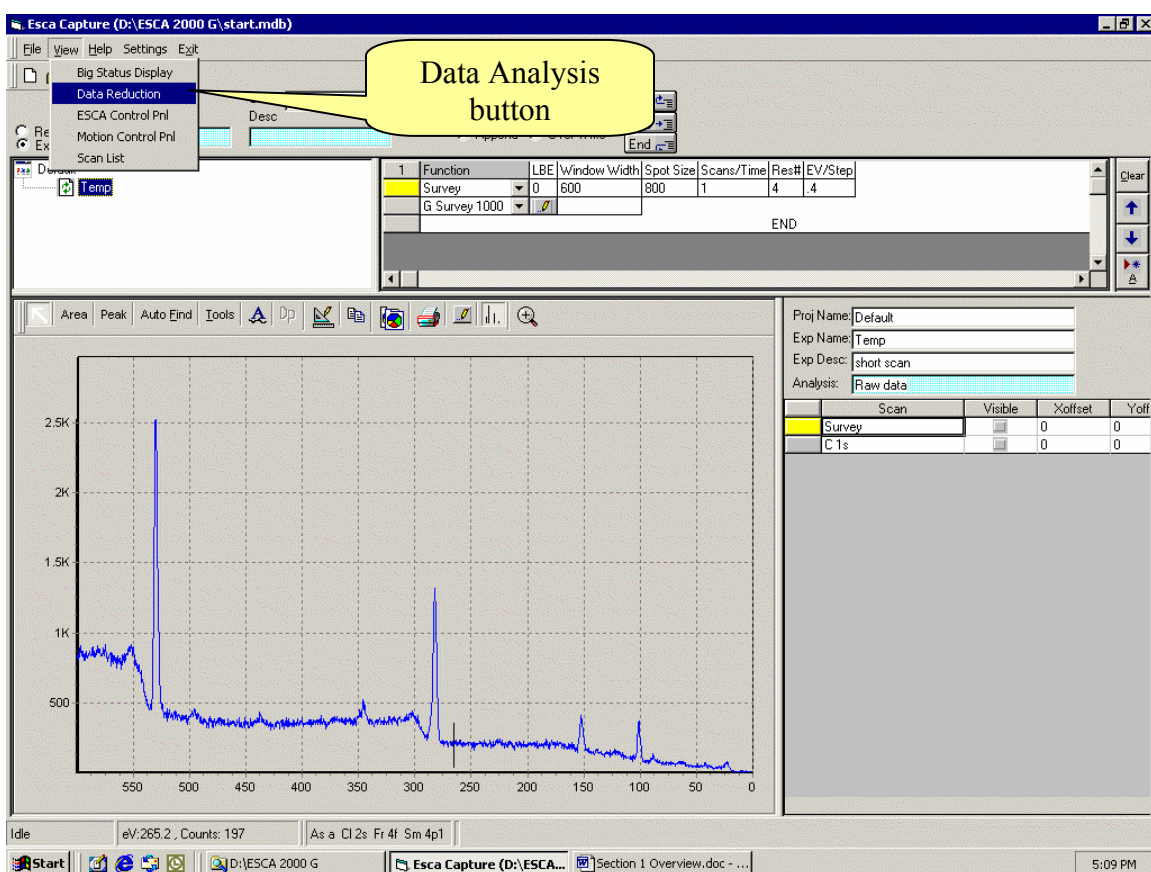 Esca Capture (D:\ESCA 2000 G\start.mdb)
File View Help Settings Exit
Big Status Display
Data Reduction
ESCA Control Pnl
Motion Control Pnl
Scan List
Data Analysis
button
Desc
Re
Ex
End
Default
Temp
1 Function LBE Window Width Spot Size Scans/Time Res# EV/Step
Survey 0 600 800 1 4 .4
G Survey 1000
END
Clear
A
Area Peak Auto Find Tools A Dp
Proj Name: Default
Exp Name: Temp
Exp Desc: short scan
Analysis: Raw data
Scan Visible Xoffset Yoff
Survey 0 0
C 1s 0 0
2.5K
2K
1.5K
1K
500
550 500 450 400 350 300 250 200 150 100 50 0
Idle eV:265.2 , Counts: 197 As a Cl 2s Fr 4f Sm 4p1
Start D:\ESCA 2000 G Esca Capture (D:\ESCA... Section 1 Overview.doc - ... 5:09 PM